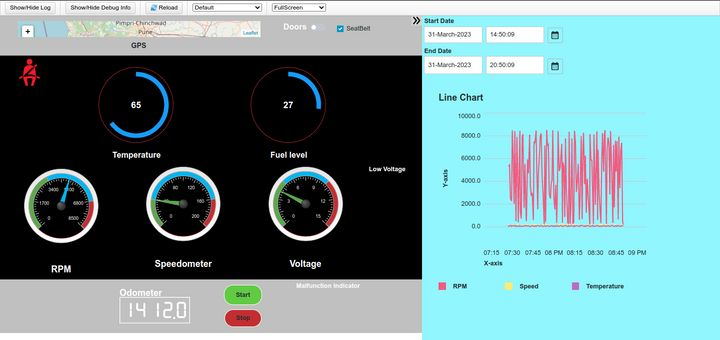 Show/Hide Log Show/Hide Debug Info Reload Default FullScreen
+
Pimpri-Chinchwad
Pune
Leaflet
Doors SeatBelt
GPS
65
27
Temperature Fuel level
Low Voltage
0 1700 3400 5100 6800 8500
0 40 80 120 160 200
0 3 6 9 12 15
RPM Speedometer Voltage
Odometer
1412.0
Start
Stop
Malfunction Indicator
Start Date
31-March-2023 14:50:09
End Date
31-March-2023 20:50:09
Line Chart
Y-axis
10000.0
8000.0
6000.0
4000.0
2000.0
0.0
07:15 07:30 07:45 08 PM 08:15 08:30 08:45 09 PM
X-axis
RPM Speed Temperature